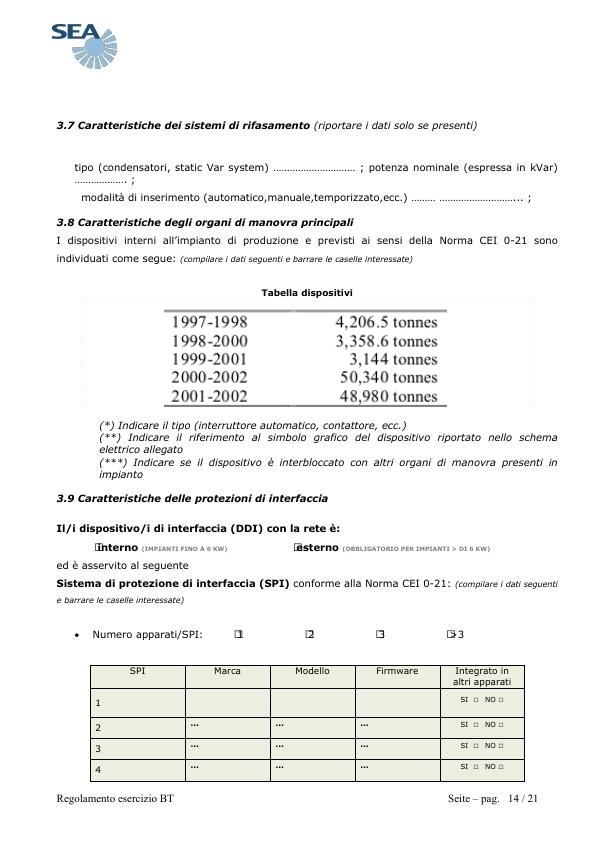 SEA
3.7 Caratteristiche dei sistemi di rifasamento (riportare i dati solo se presenti)
tipo (condensatori, static Var system) ………………………… ; potenza nominale (espressa in kVar)
………………. ;
modalità di inserimento (automatico,manuale,temporizzato,ecc.) ……… ………………………... ;
3.8 Caratteristiche degli organi di manovra principali
I dispositivi interni all’impianto di produzione e previsti ai sensi della Norma CEI 0-21 sono
individuati come segue: (compilare i dati seguenti e barrare le caselle interessate)
Tabella dispositivi
1997-1998 4,206.5 tonnes
1998-2000 3,358.6 tonnes
1999-2001 3,144 tonnes
2000-2002 50,340 tonnes
2001-2002 48,980 tonnes
(*) Indicare il tipo (interruttore automatico, contattore, ecc.)
(**) Indicare il riferimento al simbolo grafico del dispositivo riportato nello schema
elettrico allegato
(***) Indicare se il dispositivo è interbloccato con altri organi di manovra presenti in
impianto
3.9 Caratteristiche delle protezioni di interfaccia
Il/i dispositivo/i di interfaccia (DDI) con la rete è:
□ interno (IMPIANTI FINO A 6 KW) □ esterno (OBBLIGATORIO PER IMPIANTI > DI 6 KW)
ed è asservito al seguente
Sistema di protezione di interfaccia (SPI) conforme alla Norma CEI 0-21: (compilare i dati seguenti
e barrare le caselle interessate)
• Numero apparati/SPI: □ 1 □ 2 □ 3 □ >3
SPI Marca Modello Firmware Integrato in
altri apparati
1 SI □ NO □
2 … … … SI □ NO □
3 … … … SI □ NO □
4 … … … SI □ NO □
Regolamento esercizio BT Seite – pag. 14 / 21